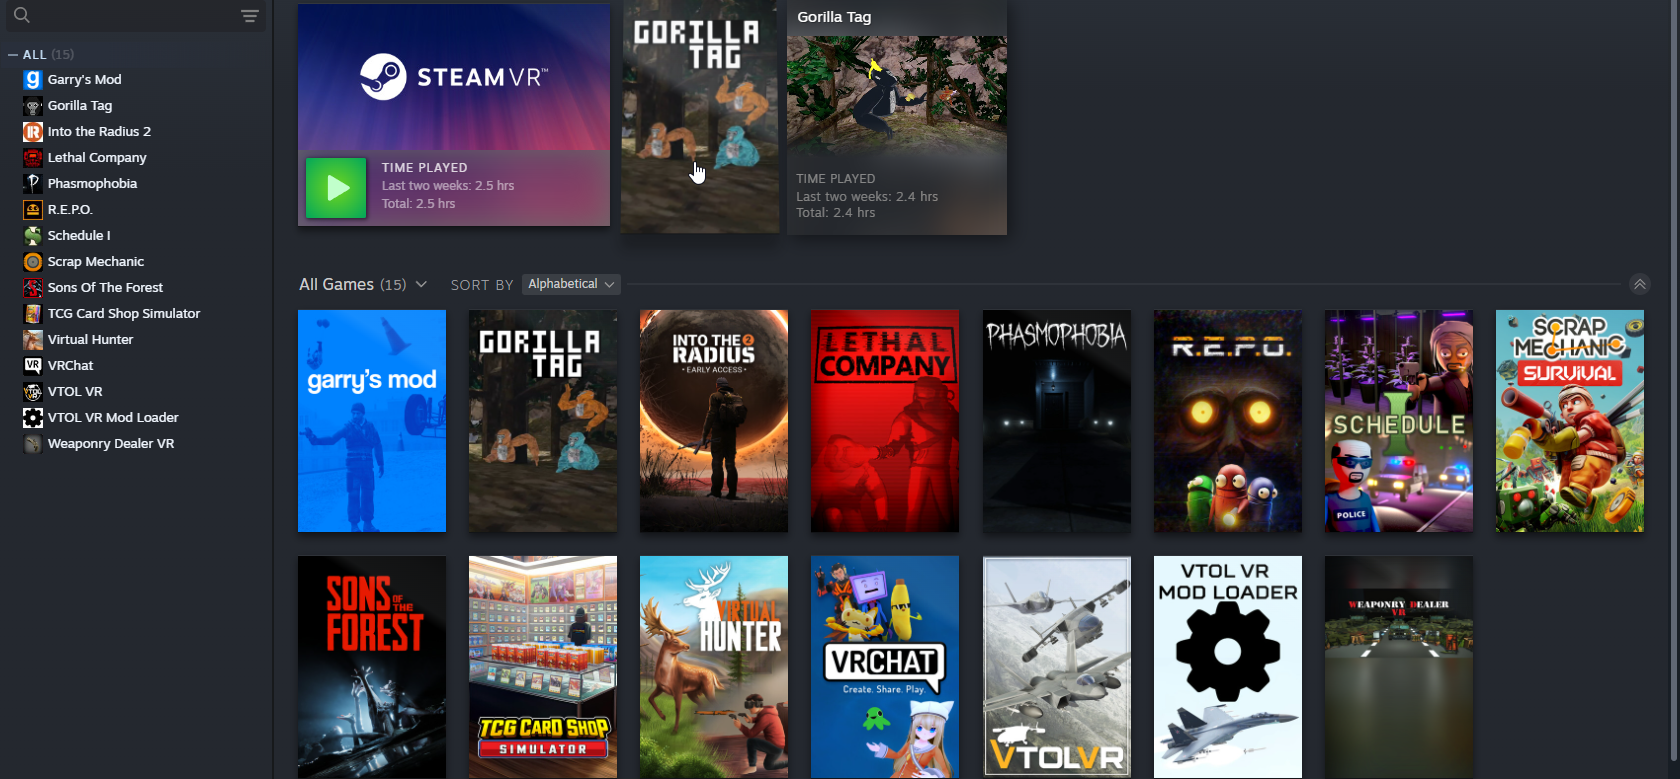 ALL (15)
Garry's Mod
Gorilla Tag
Into the Radius 2
Lethal Company
Phasmophobia
R.E.P.O.
Schedule I
Scrap Mechanic
Sons Of The Forest
TCG Card Shop Simulator
Virtual Hunter
VRChat
VTOL VR
VTOL VR Mod Loader
Weaponry Dealer VR
STEAMVR™
TIME PLAYED
Last two weeks: 2.5 hrs
Total: 2.5 hrs
GORILLA
TAG
Gorilla Tag
TIME PLAYED
Last two weeks: 2.4 hrs
Total: 2.4 hrs
All Games (15)
SORT BY
Alphabetical
garry's mod
GORILLA
TAG
INTO THE 2
RADIUS
• EARLY ACCESS •
LETHAL
COMPANY
PHASMOPHOBIA
R.E.P.O.
SCHEDULE I
POLICE
SCRAP
MECHANIC
SURVIVAL
SONS OF THE
FOREST
TCG CARD SHOP
SIMULATOR
VIRTUAL
HUNTER
VRCHAT
Create. Share. Play.
VTOLVR
VTOL VR
MOD LOADER
WEAPONRY DEALER
VR